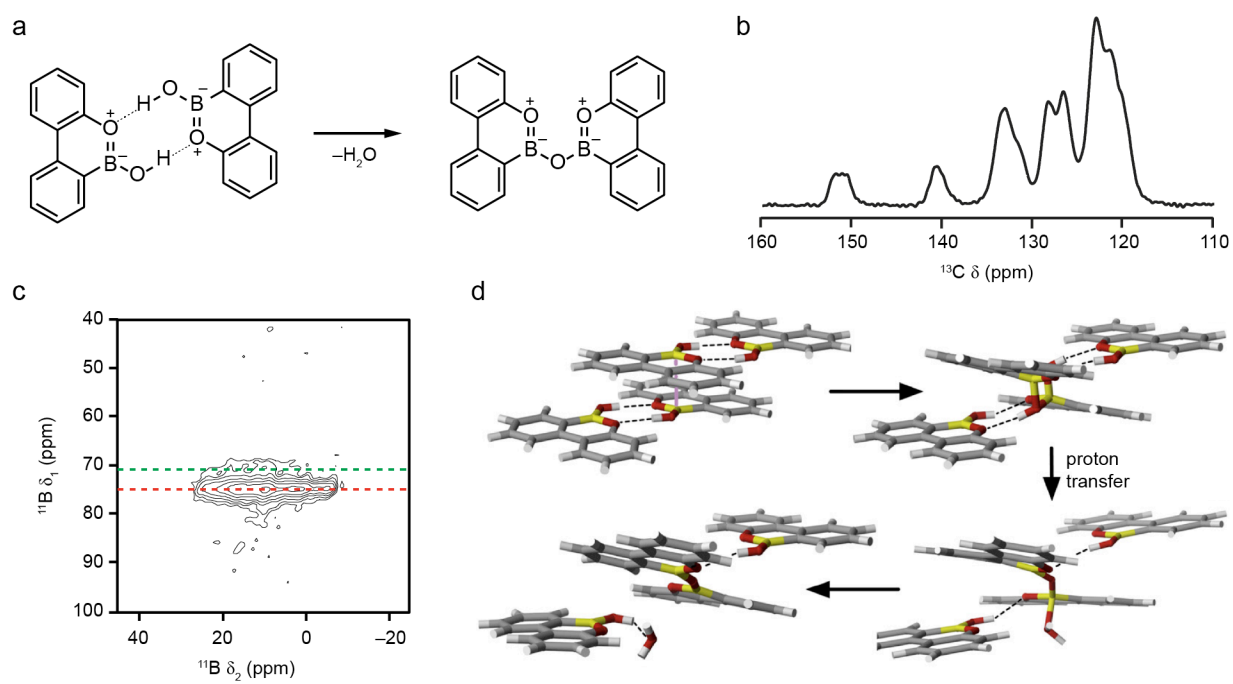 a
O
H
B
−
+
O
O
+
B
−
O
H
–H₂O
+
O
+
O
B
−
O
B
−
b
160 150 140 130 120 110
¹³C δ (ppm)
c
40
50
60
70
80
90
100
¹¹B δ₁ (ppm)
40 20 0 –20
¹¹B δ₂ (ppm)
d
proton
transfer